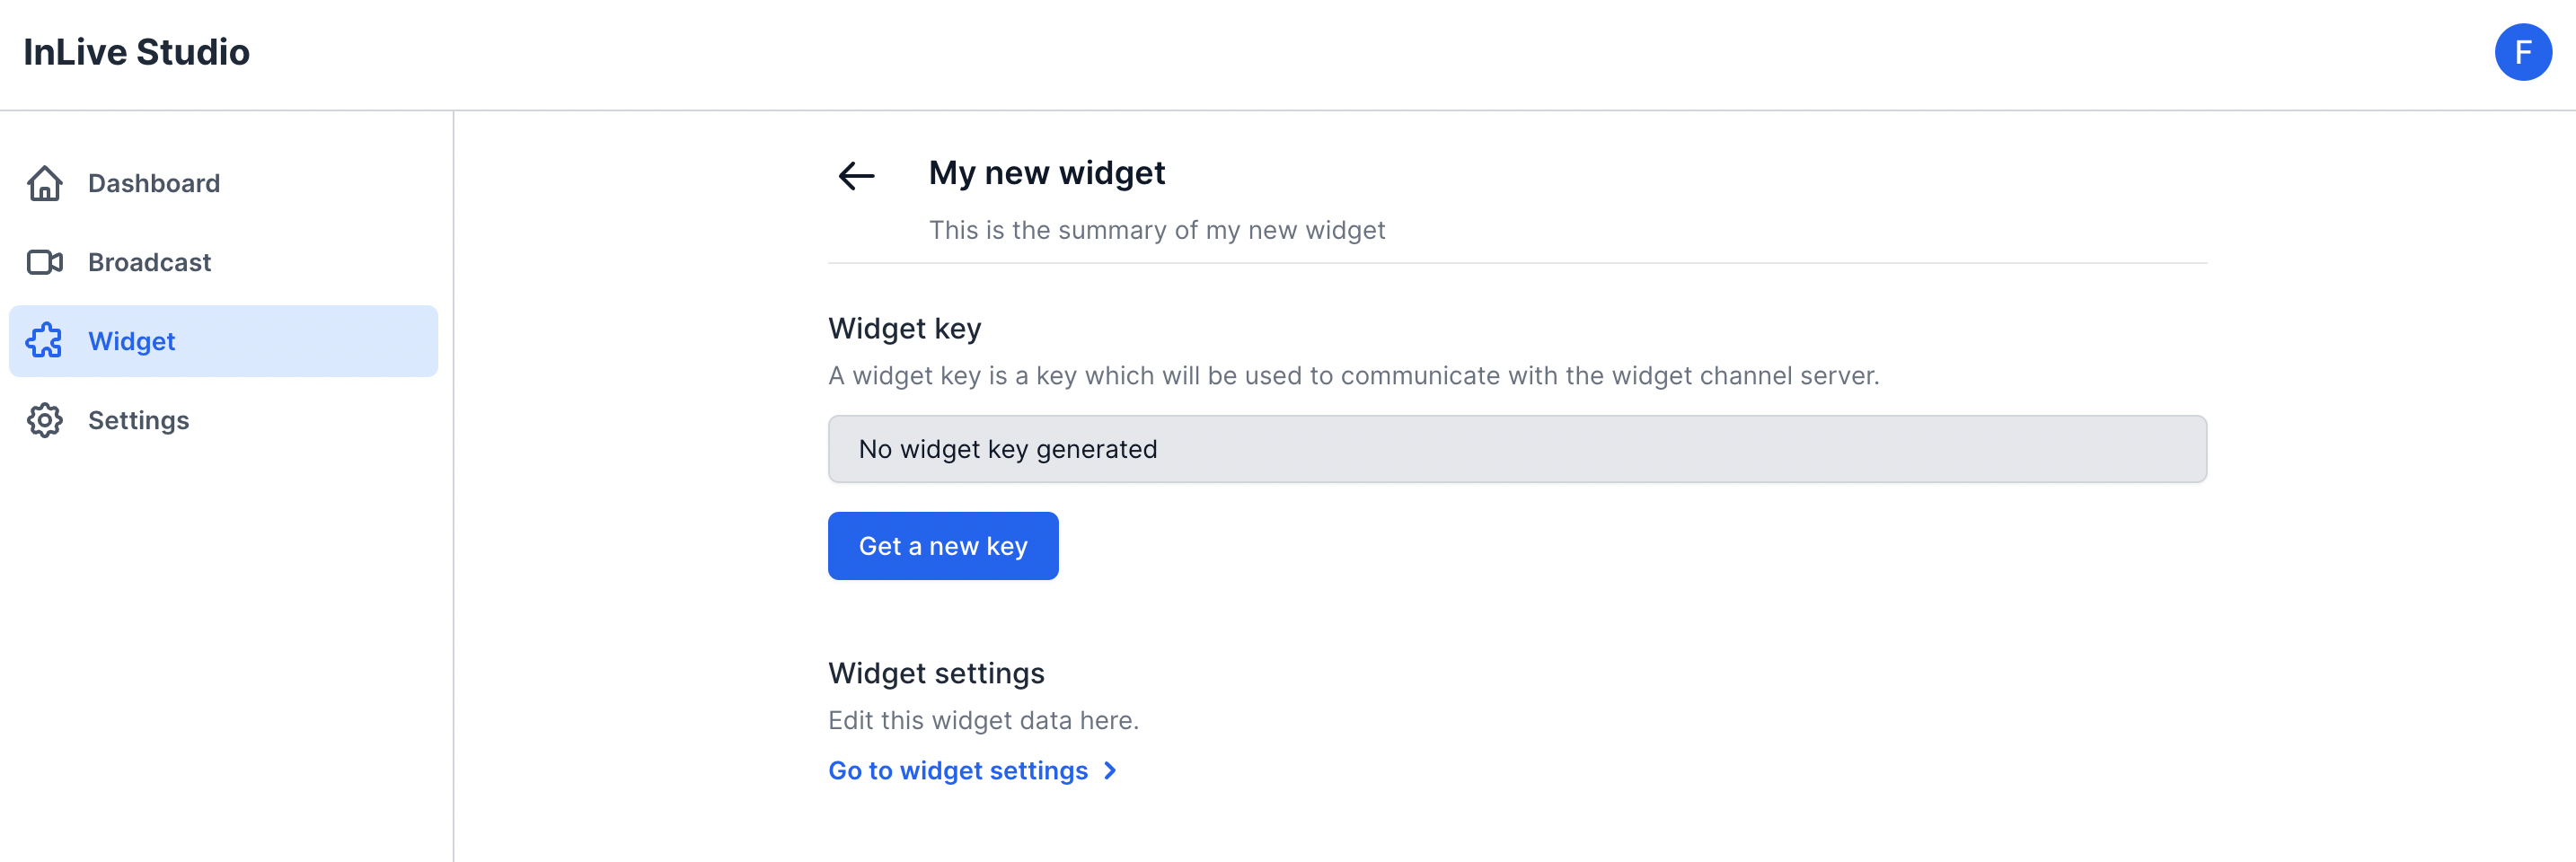 InLive Studio
F
Dashboard
Broadcast
Widget
Settings
My new widget
This is the summary of my new widget
Widget key
A widget key is a key which will be used to communicate with the widget channel server.
No widget key generated
Get a new key
Widget settings
Edit this widget data here.
Go to widget settings